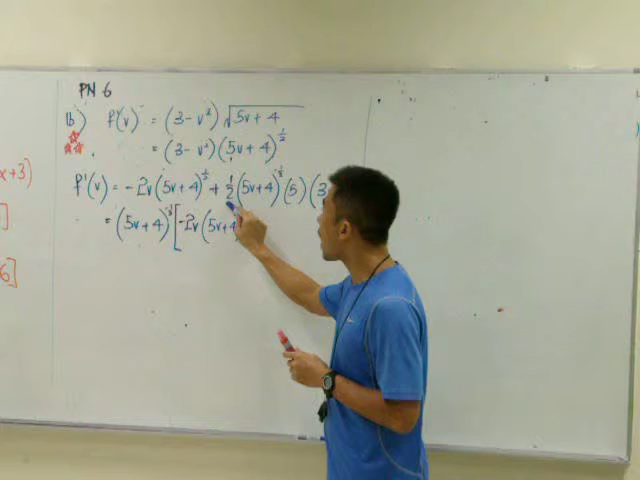 PN 6
1b) f'(v) = (3 - v²) √5v + 4
= (3 - v²) (5v + 4)^½
f'(v) = - 2v (5v + 4)^½ + ½ (5v + 4)^-½ (5) (3
x + 3)
= (5v + 4)^-½ [ -2v (5v + 4
]
6]